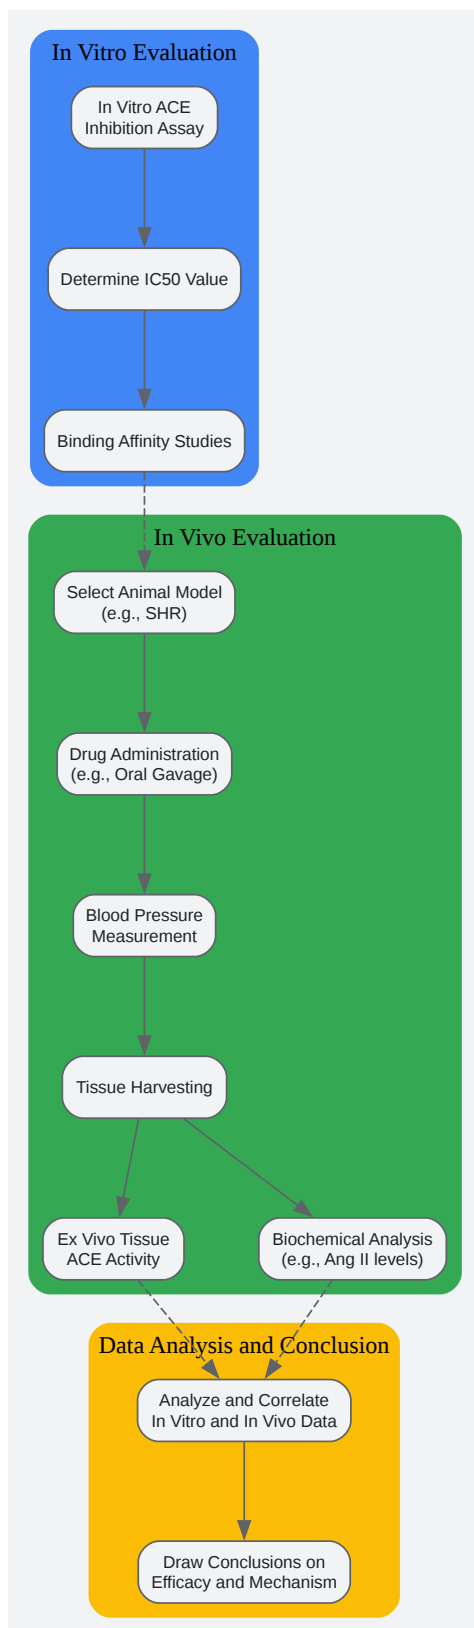 In Vitro Evaluation
In Vitro ACE
Inhibition Assay
Determine IC50 Value
Binding Affinity Studies
In Vivo Evaluation
Select Animal Model
(e.g., SHR)
Drug Administration
(e.g., Oral Gavage)
Blood Pressure
Measurement
Tissue Harvesting
Ex Vivo Tissue
ACE Activity
Biochemical Analysis
(e.g., Ang II levels)
Data Analysis and Conclusion
Analyze and Correlate
In Vitro and In Vivo Data
Draw Conclusions on
Efficacy and Mechanism